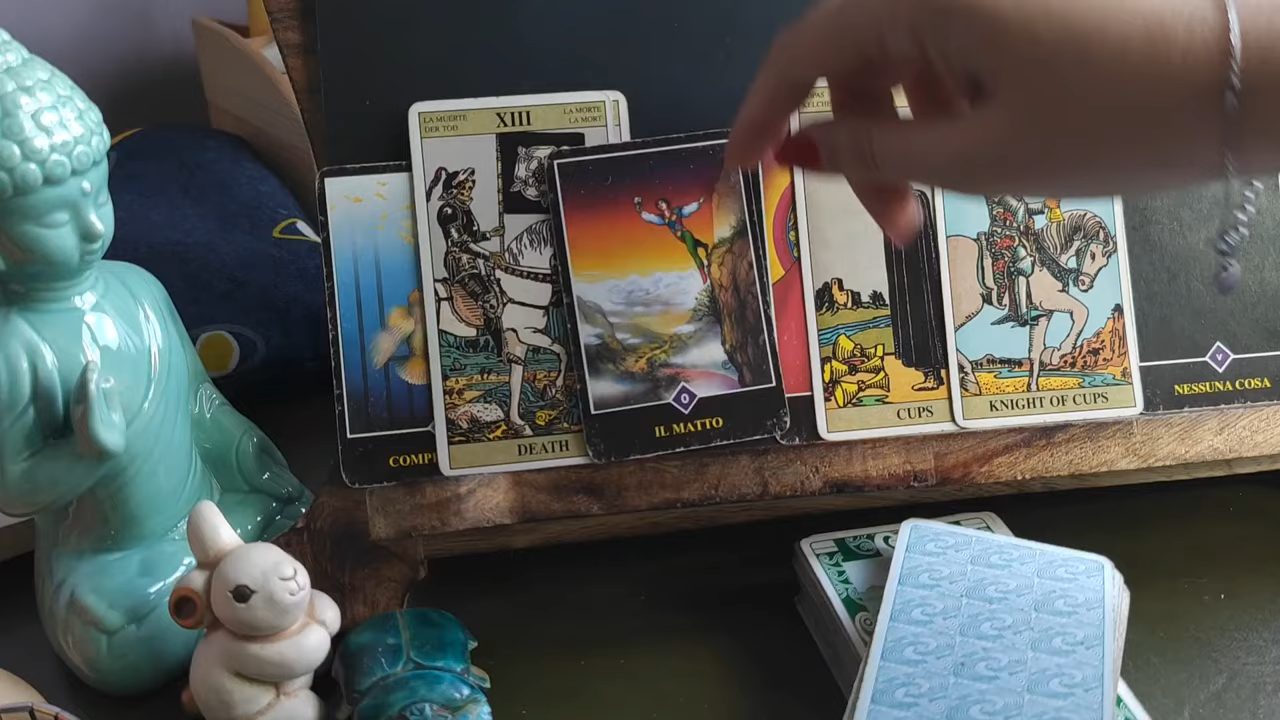 LA MUERTE
DER TOD
XIII
LA MORTE
LA MORT
DEATH
0
IL MATTO
CUPS
KNIGHT OF CUPS
V
NESSUNA COSA